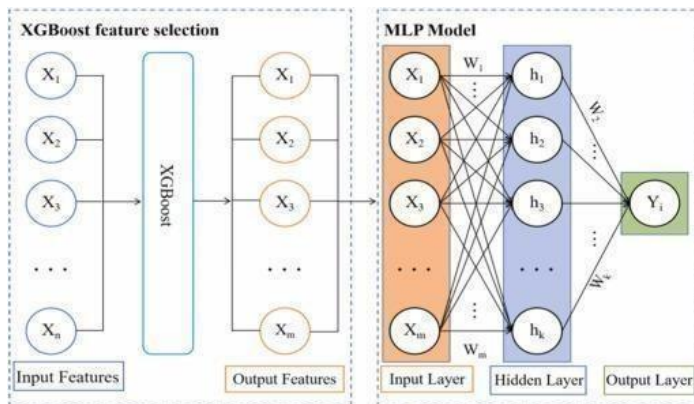 XGBoost feature selection
X1
X2
X3
...
Xn
Input Features
XGBoost
X1
X2
X3
...
Xm
Output Features
MLP Model
X1
X2
X3
...
Xm
Input Layer
W1
...
...
Wm
h1
h2
h3
...
hk
Hidden Layer
W2
...
...
Wk
Yi
Output Layer